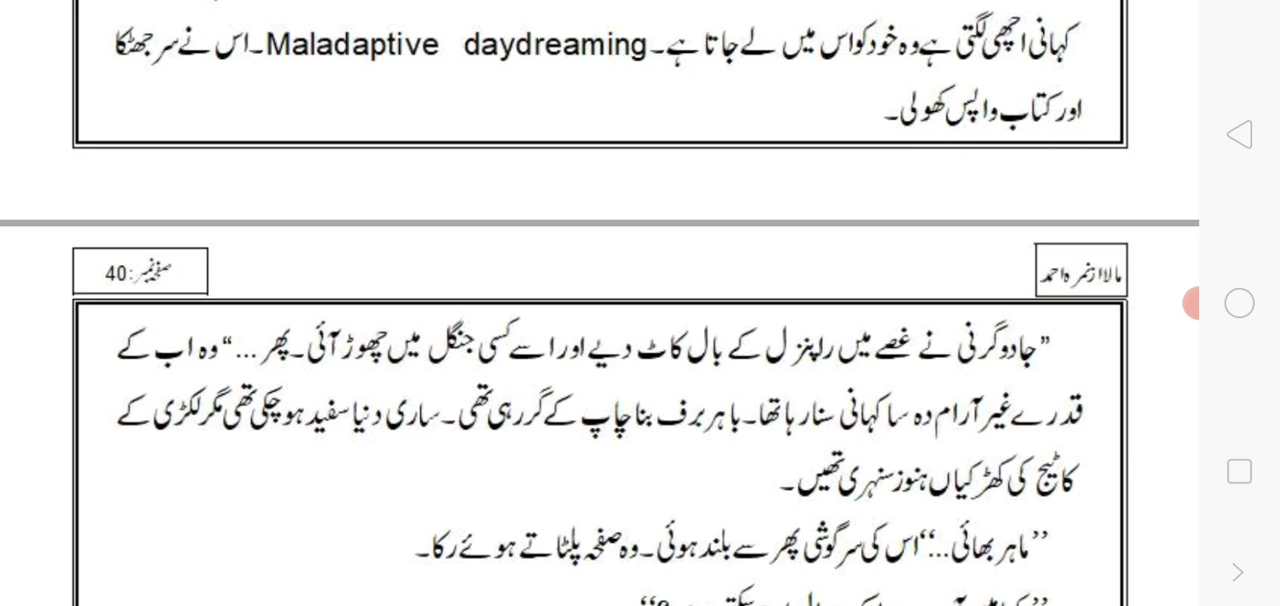 کہانی اچھی لگتی ہے وہ خود کو اس میں لے جاتا ہے۔ Maladaptive daydreaming۔ اس نے سر جھٹکا
اور کتاب واپس کھولی۔
مالا از نمرہ احمد
صفحہ نمبر: 40
”جادوگرنی نے غصے میں راپنزل کے بال کاٹ دیے اور اسے کسی جنگل میں چھوڑ آئی۔ پھر ...“ وہ اب کے
قدرے غیر آرام دہ سا کہانی سنا رہا تھا۔ باہر برف بنا چاپ کے گر رہی تھی۔ ساری دنیا سفید ہو چکی تھی مگر لکڑی کے
کاٹیج کی کھڑکیاں ہنوز سنہری تھیں۔
’’ماہر بھائی...‘‘ اس کی سرگوشی پھر سے بلند ہوئی۔ وہ صفحہ پلٹاتے ہوئے رکا۔